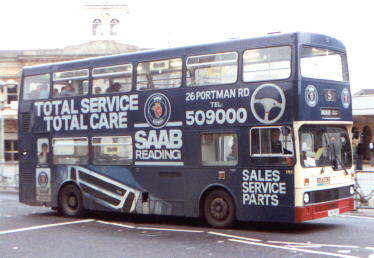 TOTAL SERVICE
TOTAL CARE
SAAB
READING
26 PORTMAN RD
TEL:
509000
SALES
SERVICE
PARTS